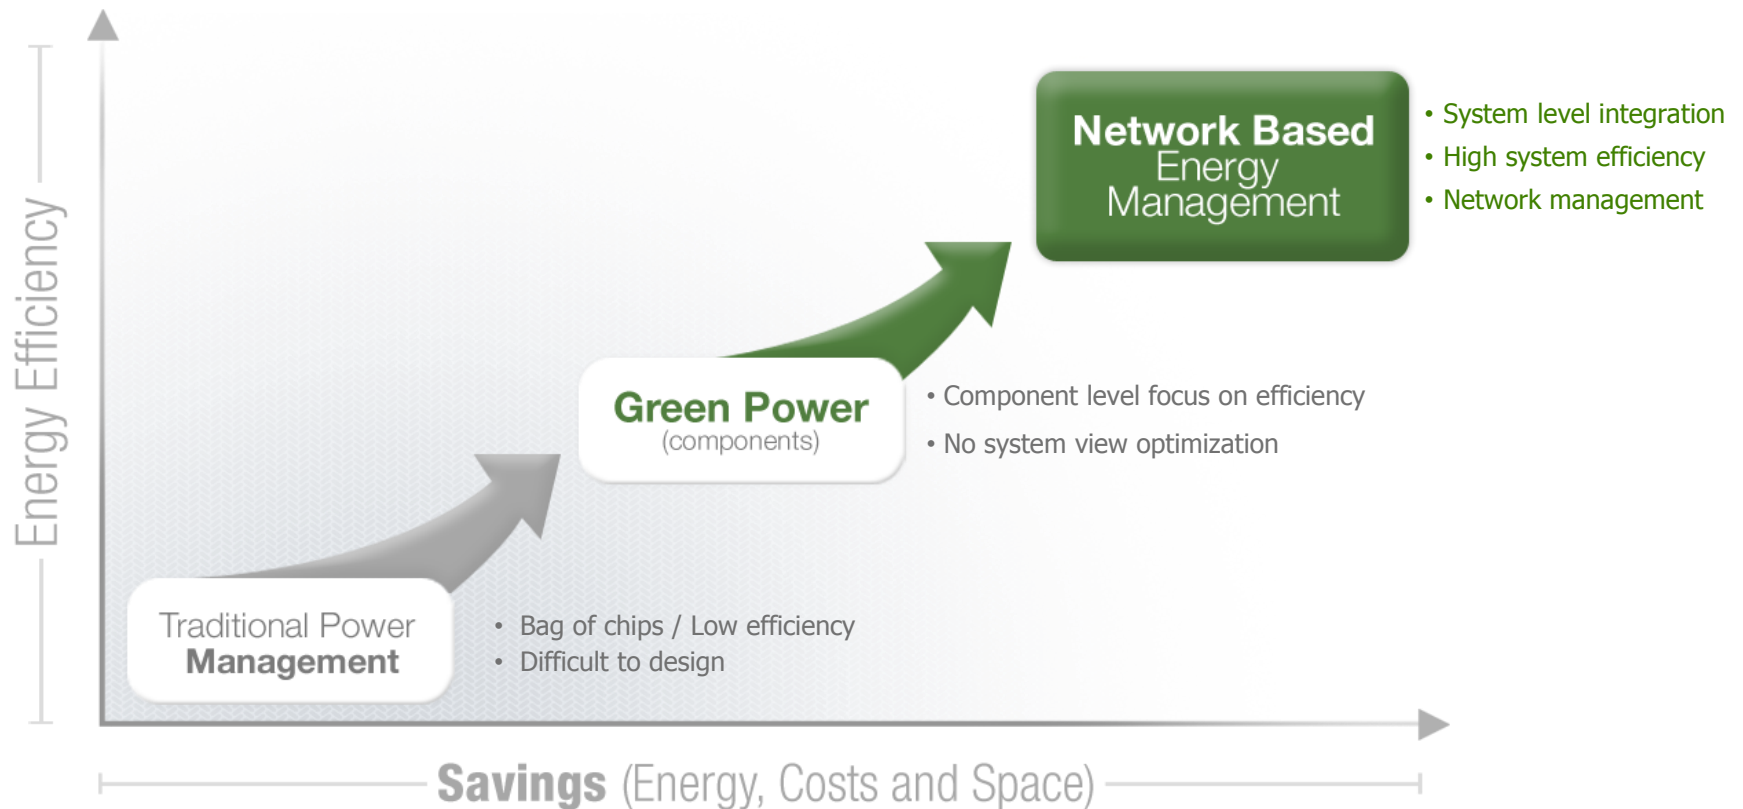 Energy Efficiency
Network Based
Energy
Management
• System level integration
• High system efficiency
• Network management
Green Power
(components)
• Component level focus on efficiency
• No system view optimization
Traditional Power
Management
• Bag of chips / Low efficiency
• Difficult to design
Savings (Energy, Costs and Space)